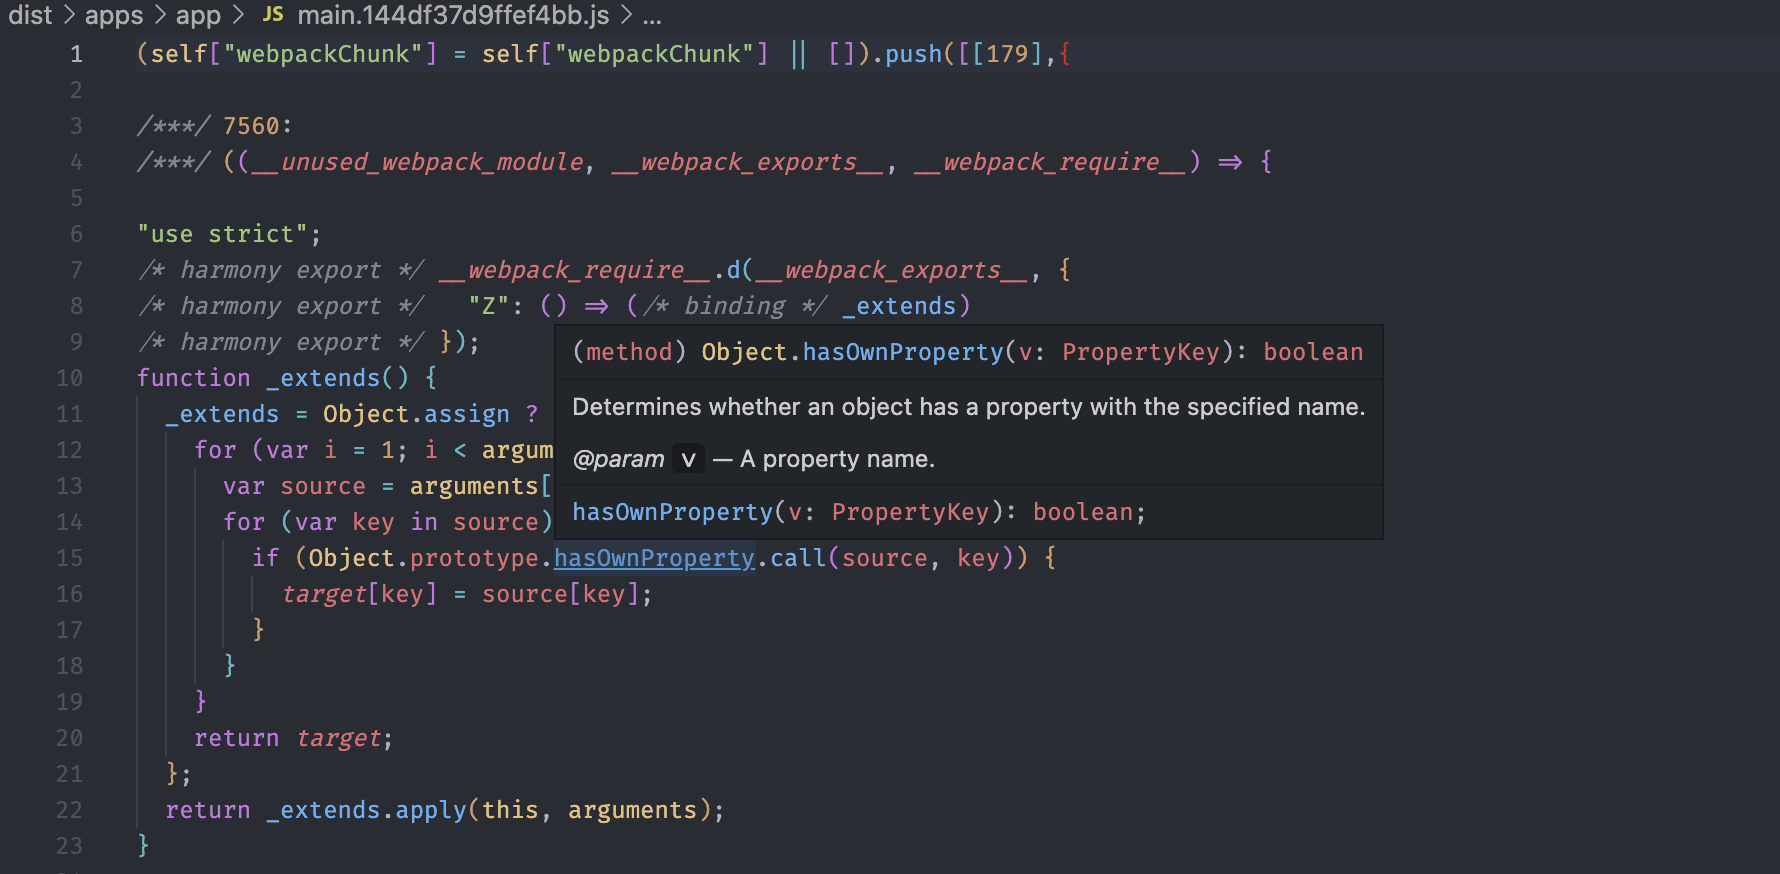 dist > apps > app > JS main.144df37d9ffef4bb.js > ...
1 (self["webpackChunk"] = self["webpackChunk"] || []).push([[179],{
2
3 /***/ 7560:
4 /***/ ((__unused_webpack_module, __webpack_exports__, __webpack_require__) => {
5
6 "use strict";
7 /* harmony export */ __webpack_require__.d(__webpack_exports__, {
8 /* harmony export */   "Z": () => (/* binding */ _extends)
9 /* harmony export */ });
10 function _extends() {
11   _extends = Object.assign ?
12     for (var i = 1; i < argum
13       var source = arguments[
14       for (var key in source)
15         if (Object.prototype.hasOwnProperty.call(source, key)) {
16           target[key] = source[key];
17         }
18       }
19     }
20     return target;
21   };
22   return _extends.apply(this, arguments);
23 }
(method) Object.hasOwnProperty(v: PropertyKey): boolean
Determines whether an object has a property with the specified name.
@param v — A property name.
hasOwnProperty(v: PropertyKey): boolean;